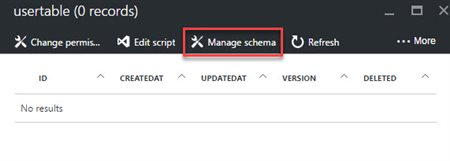 usertable (0 records)
Change permis... Edit script Manage schema Refresh ... More
ID CREATEDAT UPDATEDAT VERSION DELETED
No results